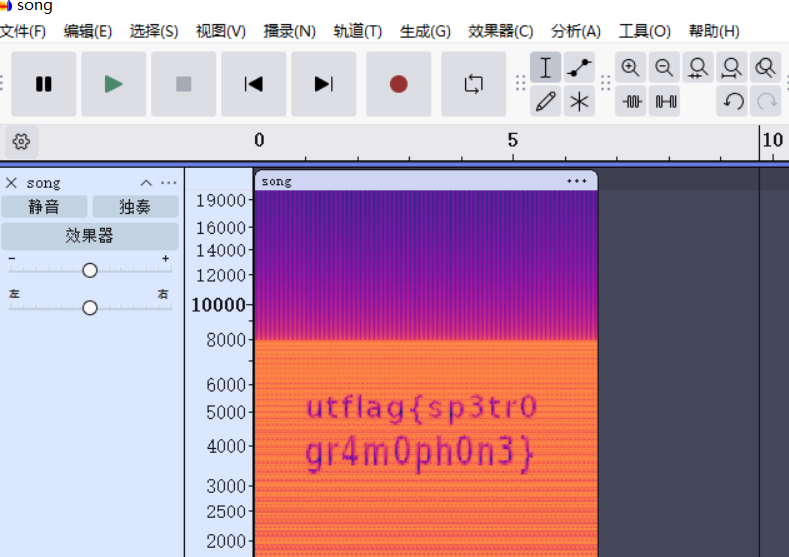 song
文件(F) 编辑(E) 选择(S) 视图(V) 播录(N) 轨道(T) 生成(G) 效果器(C) 分析(A) 工具(O) 帮助(H)
0 5 10
song
静音 独奏
效果器
- +
左 右
song
19000
16000
14000
12000
10000
8000
6000
5000
4000
3000
2500
2000
utflag{sp3tr0
gr4m0ph0n3}